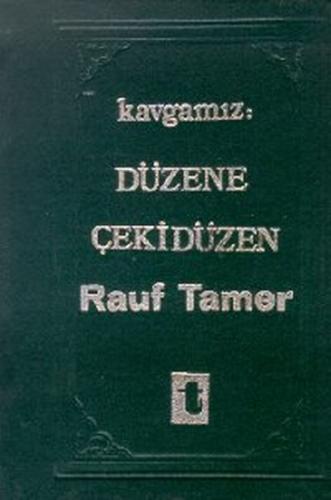 kavgamız:
DÜZENE
ÇEKİDÜZEN
Rauf Tamer
t